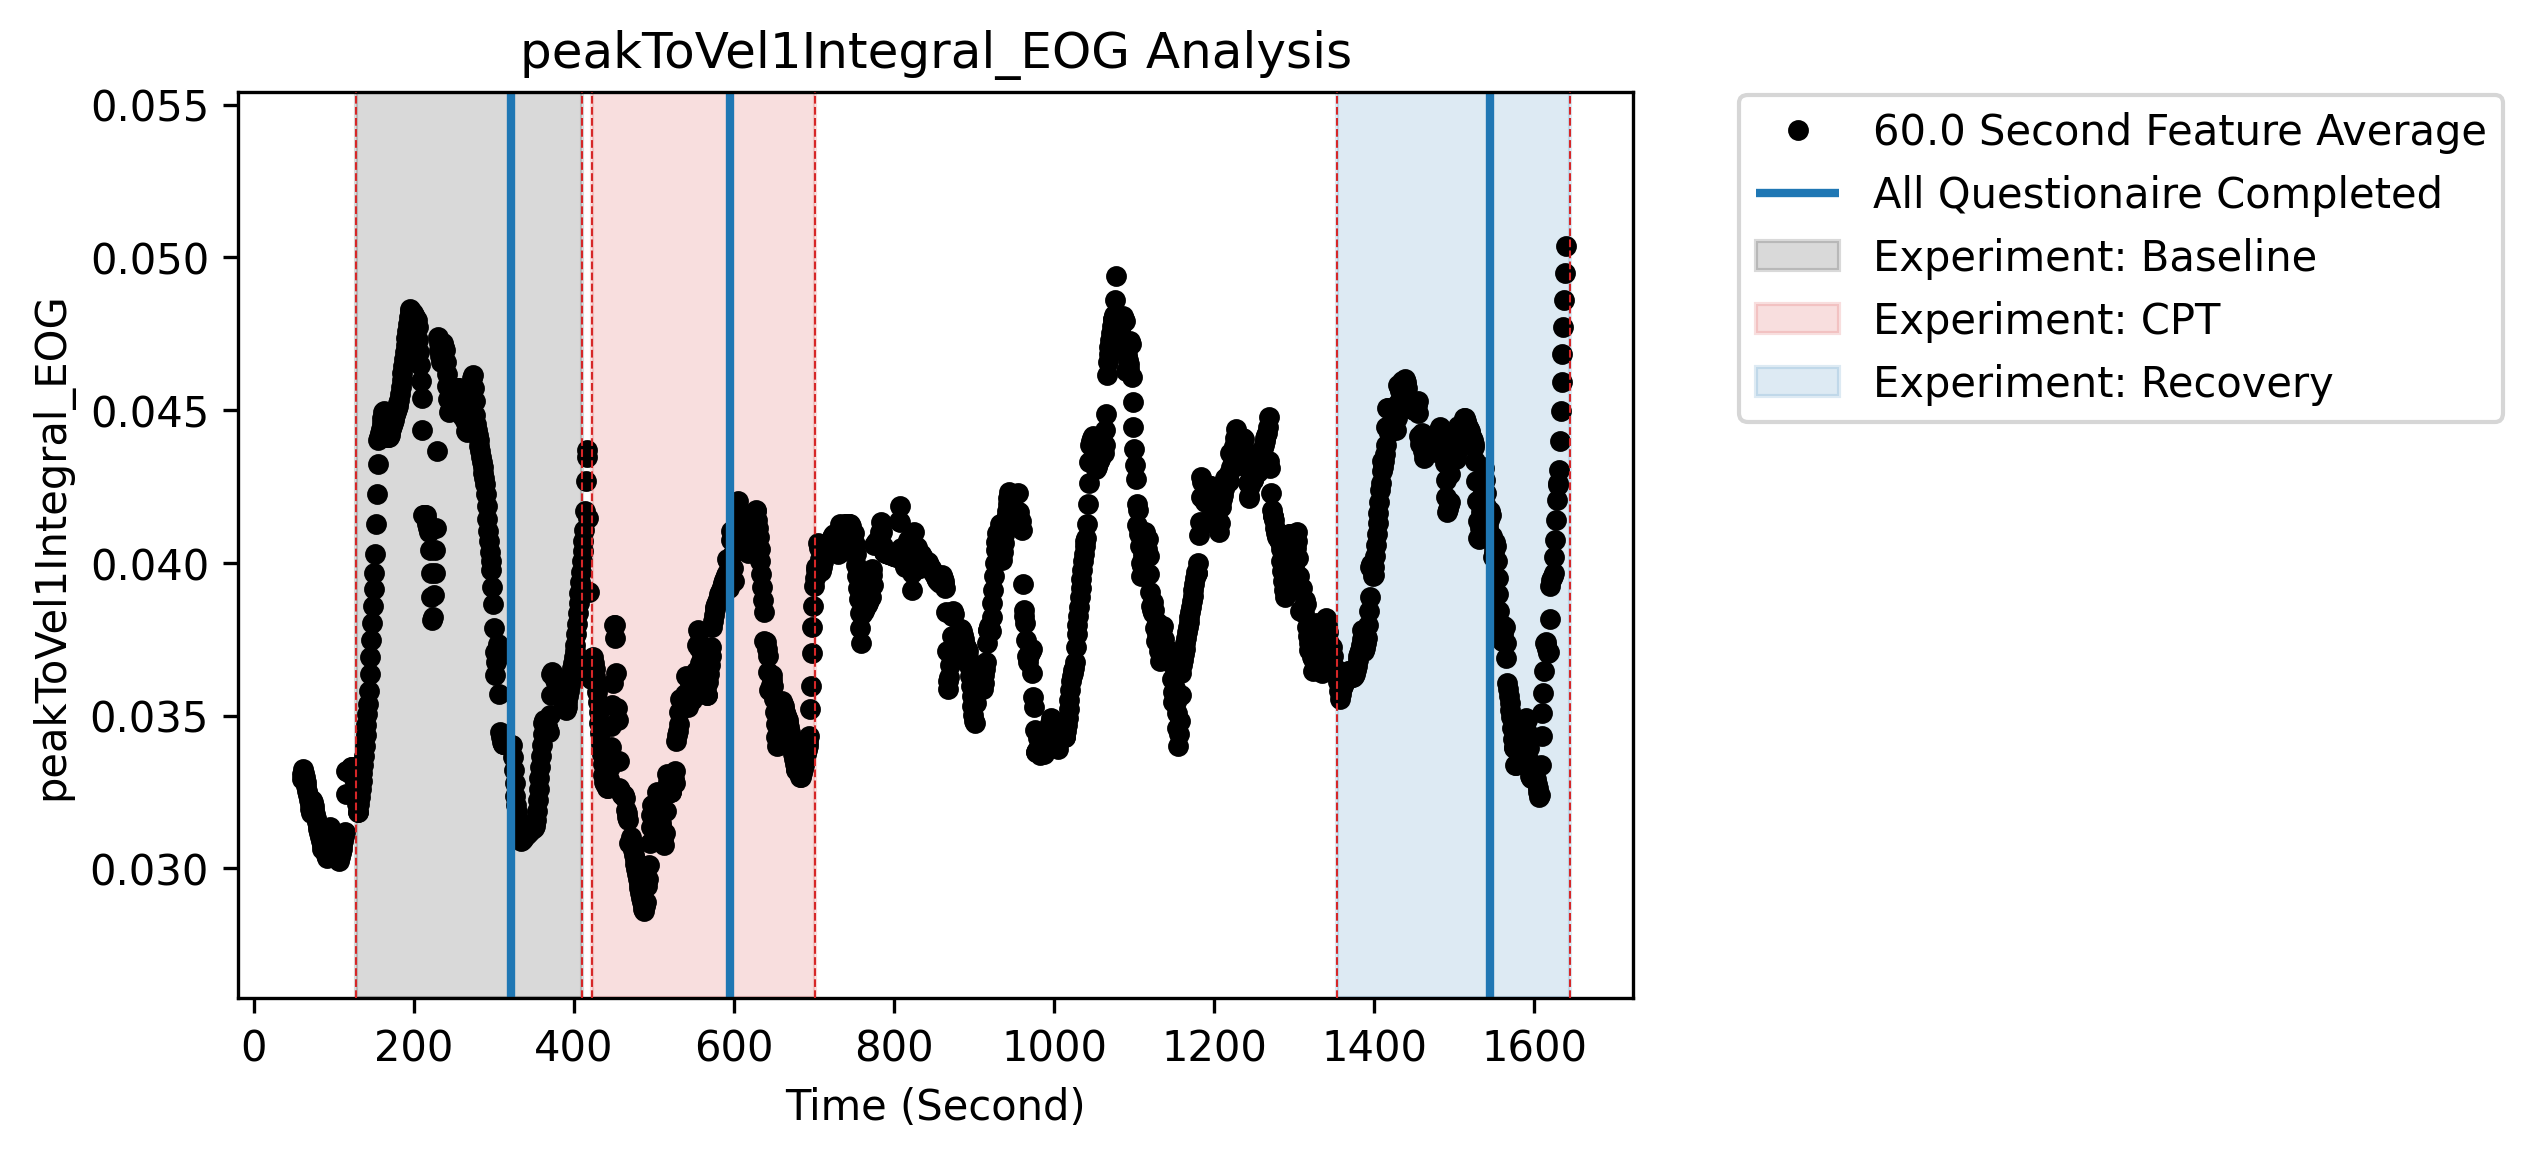 peakToVel1Integral_EOG Analysis
peakToVel1Integral_EOG
0.055
0.050
0.045
0.040
0.035
0.030
0 200 400 600 800 1000 1200 1400 1600
Time (Second)
60.0 Second Feature Average
All Questionaire Completed
Experiment: Baseline
Experiment: CPT
Experiment: Recovery